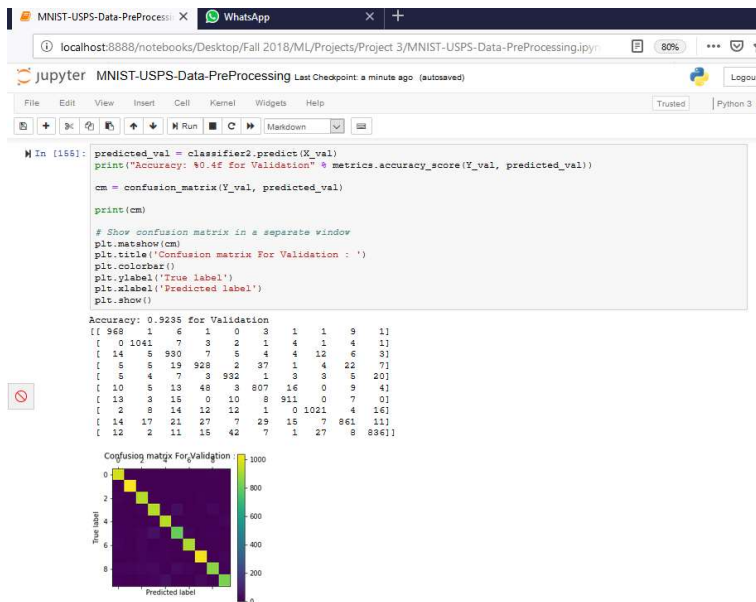 MNIST-USPS-Data-PreProcessi
WhatsApp
localhost:8888/notebooks/Desktop/Fall 2018/ML/Projects/Project 3/MNIST-USPS-Data-PreProcessing.ipyn
80%
jupyter MNIST-USPS-Data-PreProcessing Last Checkpoint: a minute ago (autosaved)
Logou
File Edit View Insert Cell Kernel Widgets Help
Trusted Python 3
Run Markdown
In [155]: predicted_val = classifier2.predict(X_val)
print("Accuracy: %0.4f for Validation" % metrics.accuracy_score(Y_val, predicted_val))
cm = confusion_matrix(Y_val, predicted_val)
print(cm)
# Show confusion matrix in a separate window
plt.matshow(cm)
plt.title('Confusion matrix For Validation : ')
plt.colorbar()
plt.ylabel('True label')
plt.xlabel('Predicted label')
plt.show()
Accuracy: 0.9235 for Validation
[[ 968 1 6 1 0 3 1 1 9 1]
[ 0 1041 7 3 2 1 4 1 4 1]
[ 14 5 930 7 5 4 4 12 6 3]
[ 5 5 19 928 2 37 1 4 22 7]
[ 5 4 7 3 932 1 3 3 5 20]
[ 10 5 13 48 3 807 16 0 9 4]
[ 13 3 15 0 10 8 911 0 7 0]
[ 2 8 14 12 12 1 0 1021 4 16]
[ 14 17 21 27 7 29 15 7 861 11]
[ 12 2 11 15 42 7 1 27 8 836]]
Confusion matrix For Validation :
0 2 4 6 8
0
2
4
6
8
True label
Predicted label
1000
800
600
400
200
0